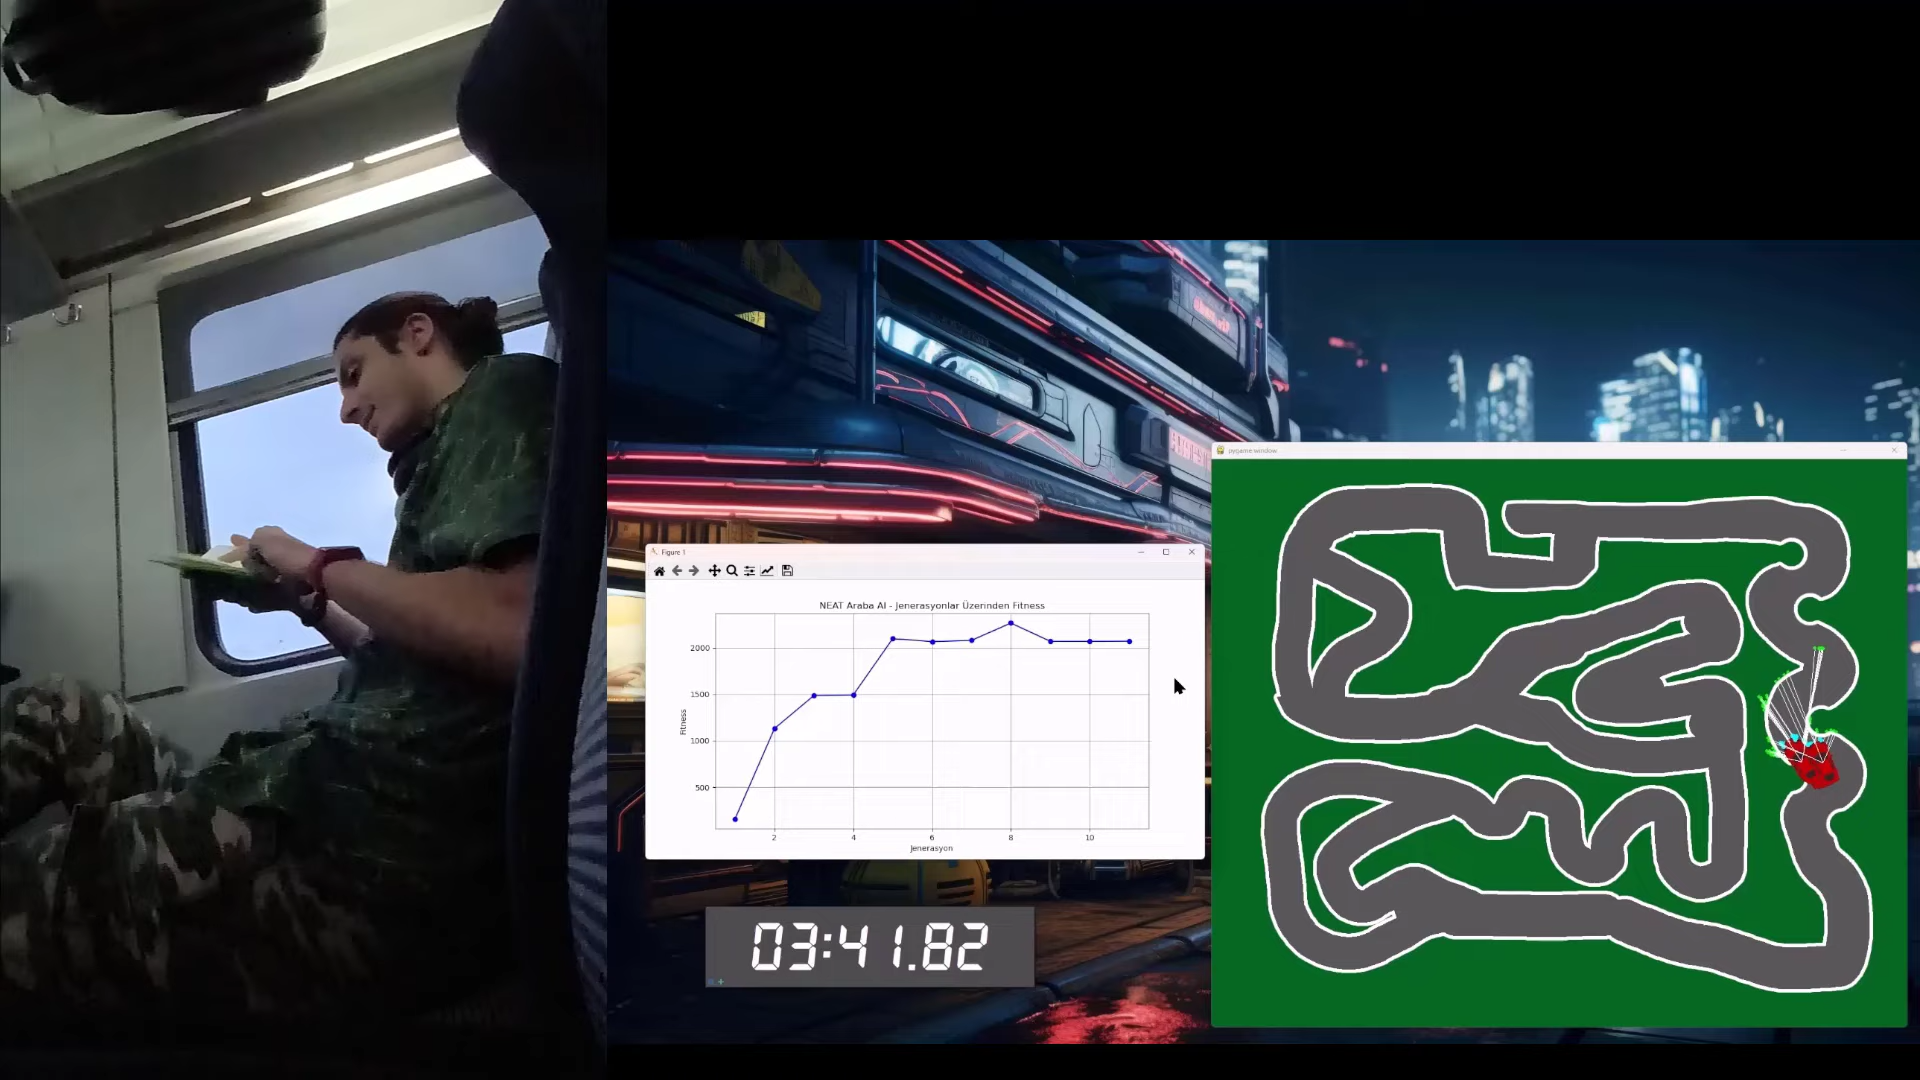 pygame window
Figure 1
NEAT Araba AI - Jenerasyonlar Üzerinden Fitness
2000
1500
1000
500
Fitness
2
4
6
8
10
Jenerasyon
03:41.82